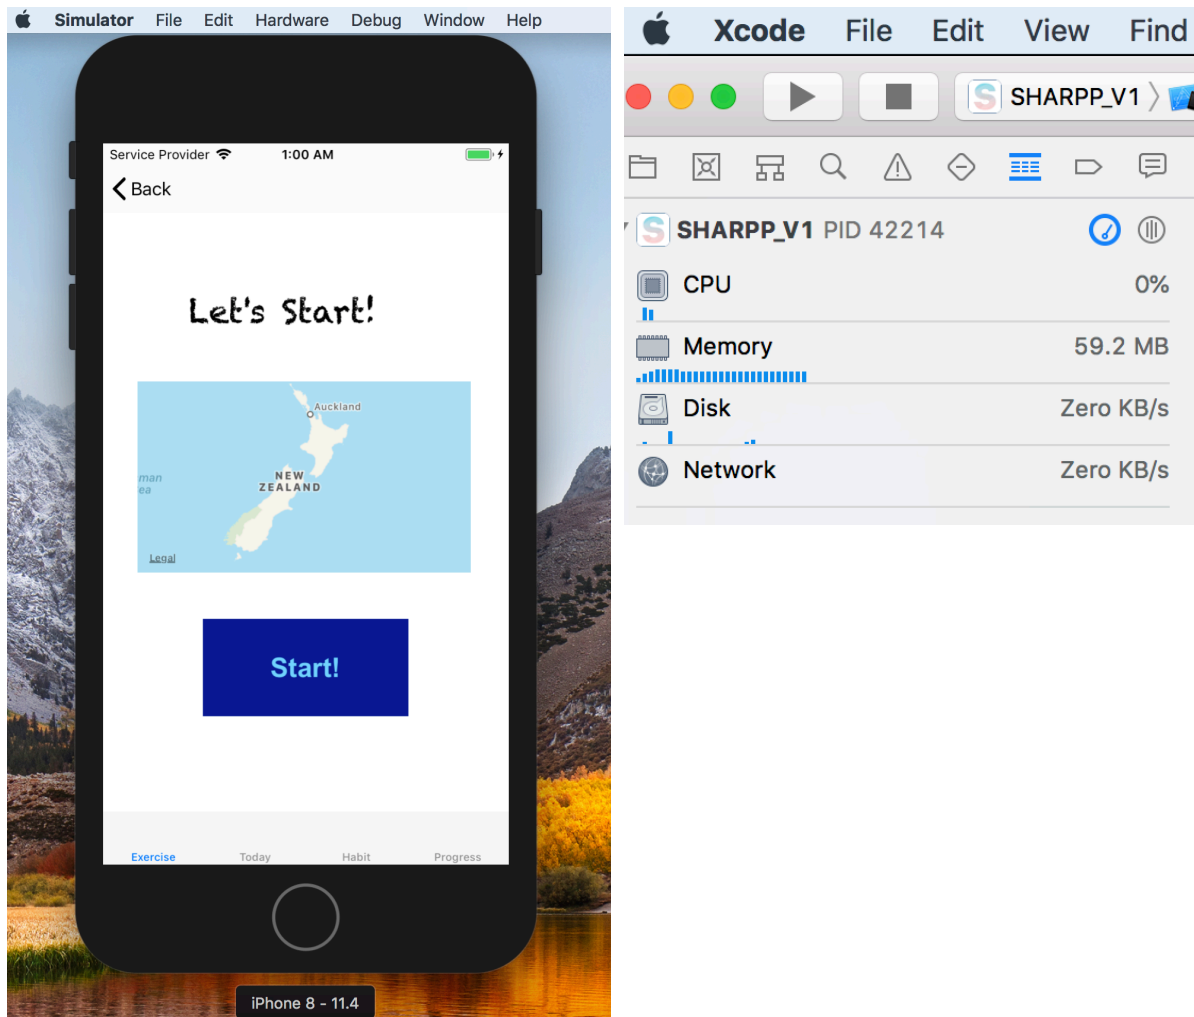 Simulator File Edit Hardware Debug Window Help
Service Provider 1:00 AM
Back
Let's Start!
Auckland
NEW
ZEALAND
man
ea
Legal
Start!
Exercise Today Habit Progress
iPhone 8 - 11.4
Xcode File Edit View Find
S SHARPP_V1
S SHARPP_V1 PID 42214
CPU 0%
Memory 59.2 MB
Disk Zero KB/s
Network Zero KB/s